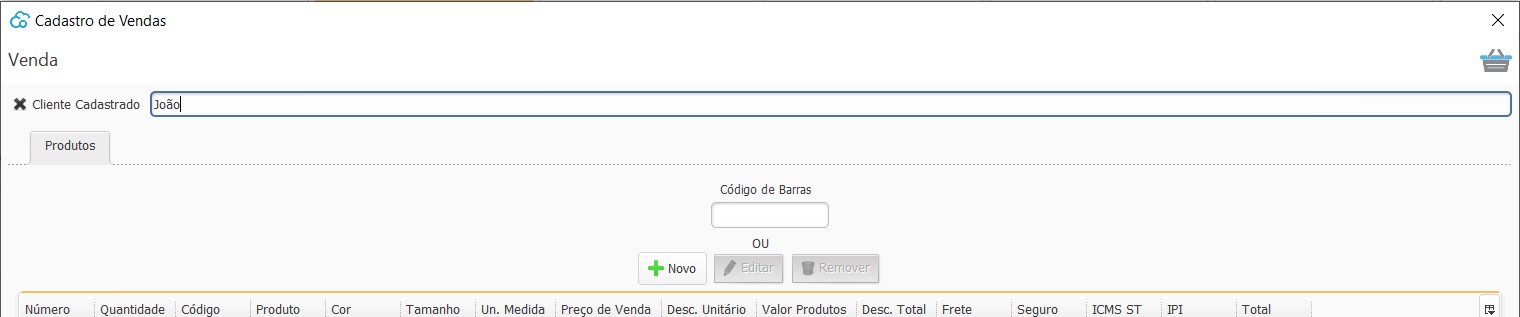 Cadastro de Vendas
Venda
Cliente Cadastrado João
Produtos
Código de Barras
OU
Novo Editar Remover
Número Quantidade Código Produto Cor Tamanho Un. Medida Preço de Venda Desc. Unitário Valor Produtos Desc. Total Frete Seguro ICMS ST IPI Total